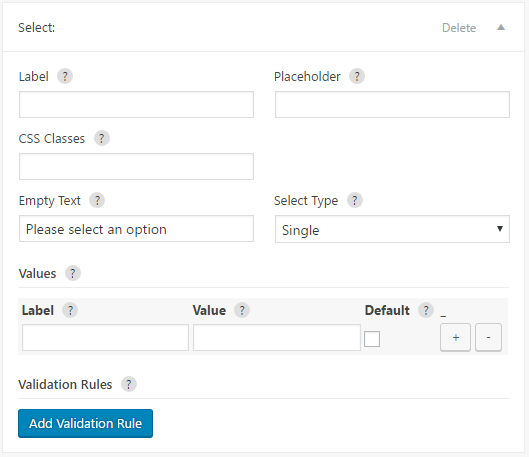 Select: Delete
Label ? Placeholder ?
CSS Classes ?
Empty Text ? Select Type ?
Please select an option Single
Values ?
Label ? Value ? Default ? _
+ -
Validation Rules ?
Add Validation Rule